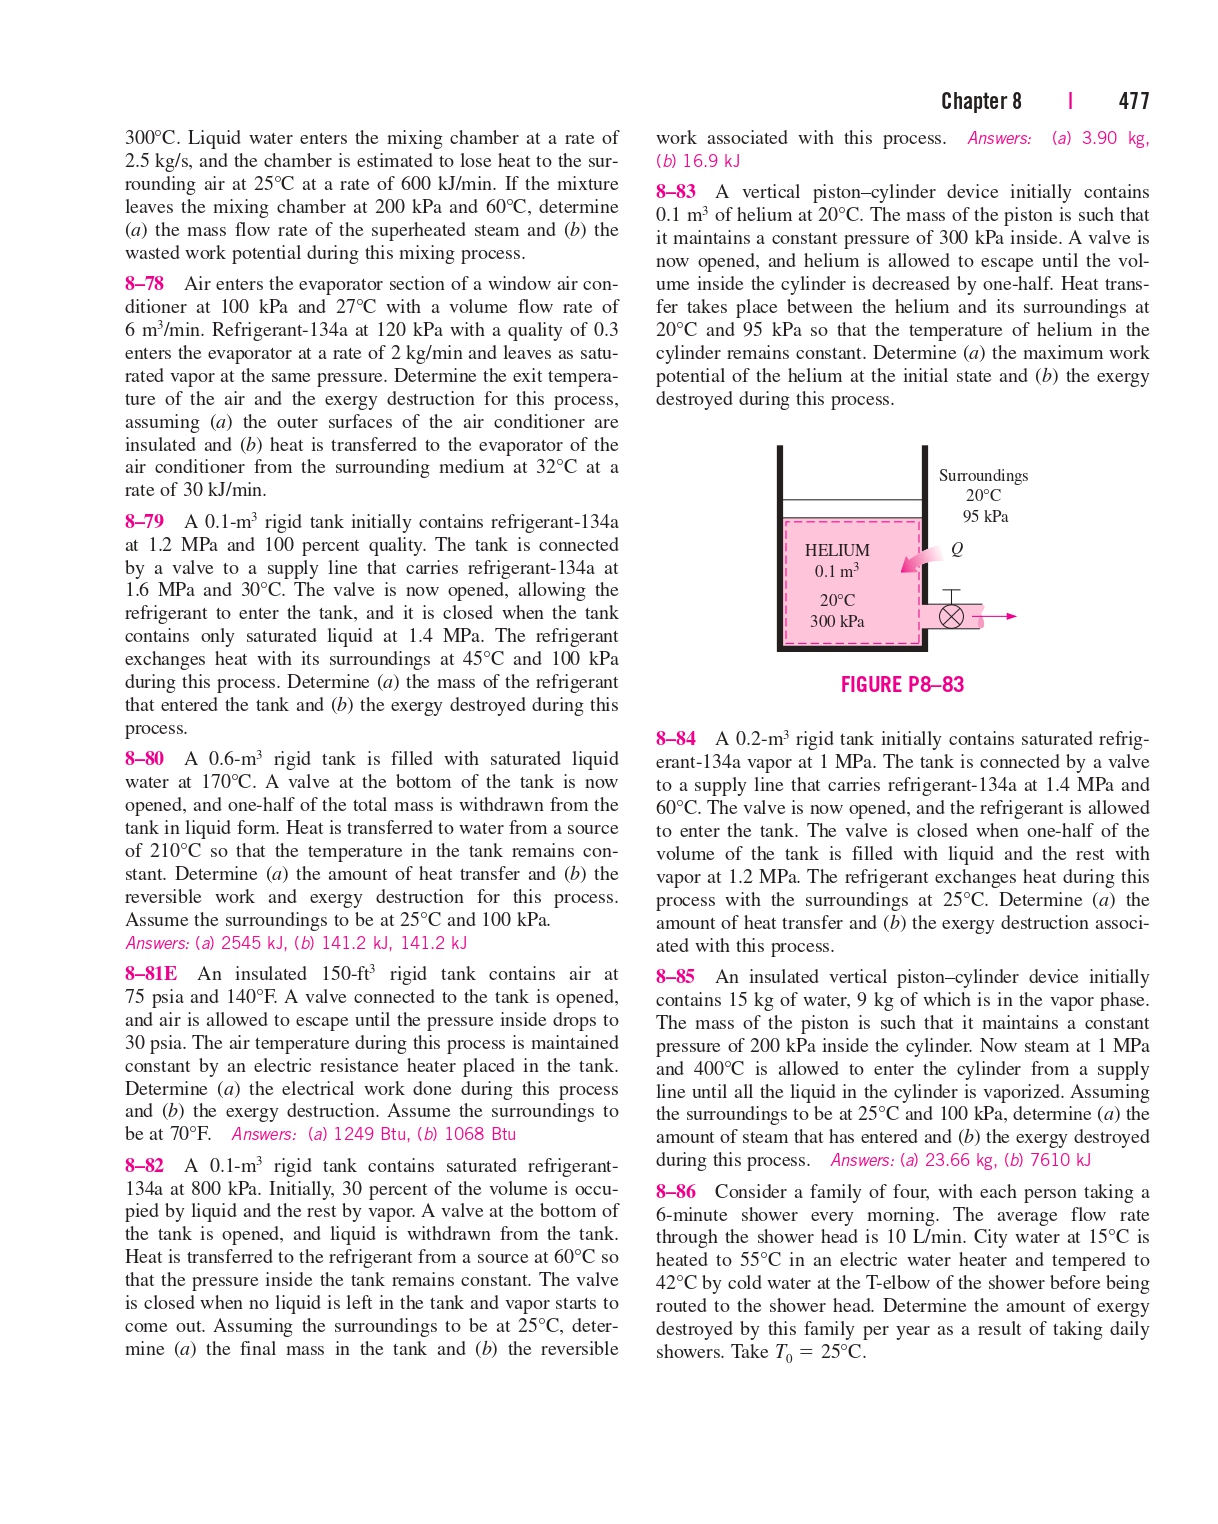 Chapter 8 | 477
300°C. Liquid water enters the mixing chamber at a rate of
2.5 kg/s, and the chamber is estimated to lose heat to the sur-
rounding air at 25°C at a rate of 600 kJ/min. If the mixture
leaves the mixing chamber at 200 kPa and 60°C, determine
(a) the mass flow rate of the superheated steam and (b) the
wasted work potential during this mixing process.
8–78 Air enters the evaporator section of a window air con-
ditioner at 100 kPa and 27°C with a volume flow rate of
6 m³/min. Refrigerant-134a at 120 kPa with a quality of 0.3
enters the evaporator at a rate of 2 kg/min and leaves as satu-
rated vapor at the same pressure. Determine the exit tempera-
ture of the air and the exergy destruction for this process,
assuming (a) the outer surfaces of the air conditioner are
insulated and (b) heat is transferred to the evaporator of the
air conditioner from the surrounding medium at 32°C at a
rate of 30 kJ/min.
8–79 A 0.1-m³ rigid tank initially contains refrigerant-134a
at 1.2 MPa and 100 percent quality. The tank is connected
by a valve to a supply line that carries refrigerant-134a at
1.6 MPa and 30°C. The valve is now opened, allowing the
refrigerant to enter the tank, and it is closed when the tank
contains only saturated liquid at 1.4 MPa. The refrigerant
exchanges heat with its surroundings at 45°C and 100 kPa
during this process. Determine (a) the mass of the refrigerant
that entered the tank and (b) the exergy destroyed during this
process.
8–80 A 0.6-m³ rigid tank is filled with saturated liquid
water at 170°C. A valve at the bottom of the tank is now
opened, and one-half of the total mass is withdrawn from the
tank in liquid form. Heat is transferred to water from a source
of 210°C so that the temperature in the tank remains con-
stant. Determine (a) the amount of heat transfer and (b) the
reversible work and exergy destruction for this process.
Assume the surroundings to be at 25°C and 100 kPa.
Answers: (a) 2545 kJ, (b) 141.2 kJ, 141.2 kJ
8–81E An insulated 150-ft³ rigid tank contains air at
75 psia and 140°F. A valve connected to the tank is opened,
and air is allowed to escape until the pressure inside drops to
30 psia. The air temperature during this process is maintained
constant by an electric resistance heater placed in the tank.
Determine (a) the electrical work done during this process
and (b) the exergy destruction. Assume the surroundings to
be at 70°F. Answers: (a) 1249 Btu, (b) 1068 Btu
8–82 A 0.1-m³ rigid tank contains saturated refrigerant-
134a at 800 kPa. Initially, 30 percent of the volume is occu-
pied by liquid and the rest by vapor. A valve at the bottom of
the tank is opened, and liquid is withdrawn from the tank.
Heat is transferred to the refrigerant from a source at 60°C so
that the pressure inside the tank remains constant. The valve
is closed when no liquid is left in the tank and vapor starts to
come out. Assuming the surroundings to be at 25°C, deter-
mine (a) the final mass in the tank and (b) the reversible
work associated with this process. Answers: (a) 3.90 kg,
(b) 16.9 kJ
8–83 A vertical piston–cylinder device initially contains
0.1 m³ of helium at 20°C. The mass of the piston is such that
it maintains a constant pressure of 300 kPa inside. A valve is
now opened, and helium is allowed to escape until the vol-
ume inside the cylinder is decreased by one-half. Heat trans-
fer takes place between the helium and its surroundings at
20°C and 95 kPa so that the temperature of helium in the
cylinder remains constant. Determine (a) the maximum work
potential of the helium at the initial state and (b) the exergy
destroyed during this process.
Surroundings
20°C
95 kPa
Q
HELIUM
0.1 m³
20°C
300 kPa
FIGURE P8–83
8–84 A 0.2-m³ rigid tank initially contains saturated refrig-
erant-134a vapor at 1 MPa. The tank is connected by a valve
to a supply line that carries refrigerant-134a at 1.4 MPa and
60°C. The valve is now opened, and the refrigerant is allowed
to enter the tank. The valve is closed when one-half of the
volume of the tank is filled with liquid and the rest with
vapor at 1.2 MPa. The refrigerant exchanges heat during this
process with the surroundings at 25°C. Determine (a) the
amount of heat transfer and (b) the exergy destruction associ-
ated with this process.
8–85 An insulated vertical piston–cylinder device initially
contains 15 kg of water, 9 kg of which is in the vapor phase.
The mass of the piston is such that it maintains a constant
pressure of 200 kPa inside the cylinder. Now steam at 1 MPa
and 400°C is allowed to enter the cylinder from a supply
line until all the liquid in the cylinder is vaporized. Assuming
the surroundings to be at 25°C and 100 kPa, determine (a) the
amount of steam that has entered and (b) the exergy destroyed
during this process. Answers: (a) 23.66 kg, (b) 7610 kJ
8–86 Consider a family of four, with each person taking a
6-minute shower every morning. The average flow rate
through the shower head is 10 L/min. City water at 15°C is
heated to 55°C in an electric water heater and tempered to
42°C by cold water at the T-elbow of the shower before being
routed to the shower head. Determine the amount of exergy
destroyed by this family per year as a result of taking daily
showers. Take T₀ = 25°C.